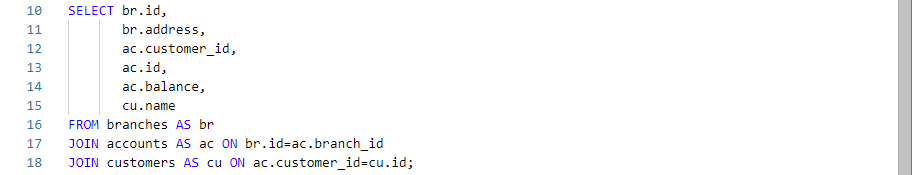 10 SELECT br.id,
11 br.address,
12 ac.customer_id,
13 ac.id,
14 ac.balance,
15 cu.name
16 FROM branches AS br
17 JOIN accounts AS ac ON br.id=ac.branch_id
18 JOIN customers AS cu ON ac.customer_id=cu.id;